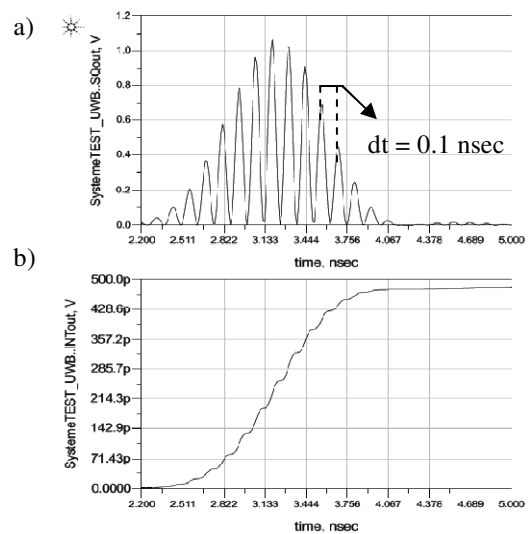 a)
SystemeTEST_UWB..SQout, V
1.2
1.0
0.8
0.6
0.4
0.2
0.0
dt = 0.1 nsec
2.200 2.511 2.822 3.133 3.444 3.756 4.067 4.378 4.689 5.000
time, nsec
b)
SystemeTEST_UWB..INTout, V
500.0p
428.6p
357.2p
285.7p
214.3p
142.9p
71.43p
0.0000
2.200 2.511 2.822 3.133 3.444 3.756 4.067 4.378 4.689 5.000
time, nsec